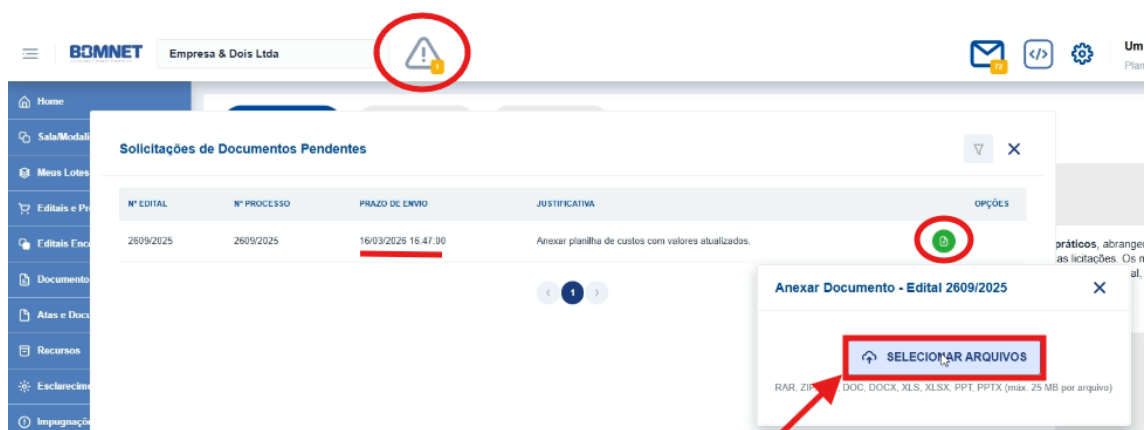 BOMNET Empresa & Dois Ltda 1 72 </> Um
Plan
Home
Sala/Modali
Meus Lotes
Editais e Pr
Editais Enc
Documento
Atas e Docu
Recursos
Esclarecime
Impugnaçõ
Solicitações de Documentos Pendentes
Nº EDITAL Nº PROCESSO PRAZO DE ENVIO JUSTIFICATIVA OPÇÕES
2609/2025 2609/2025 16/03/2026 16:47:00 Anexar planilha de custos com valores atualizados.
1
práticos, abranger
as licitações. Os m
al,
Anexar Documento - Edital 2609/2025
SELECIONAR ARQUIVOS
RAR, ZIP DOC, DOCX, XLS, XLSX, PPT, PPTX (máx. 25 MB por arquivo)